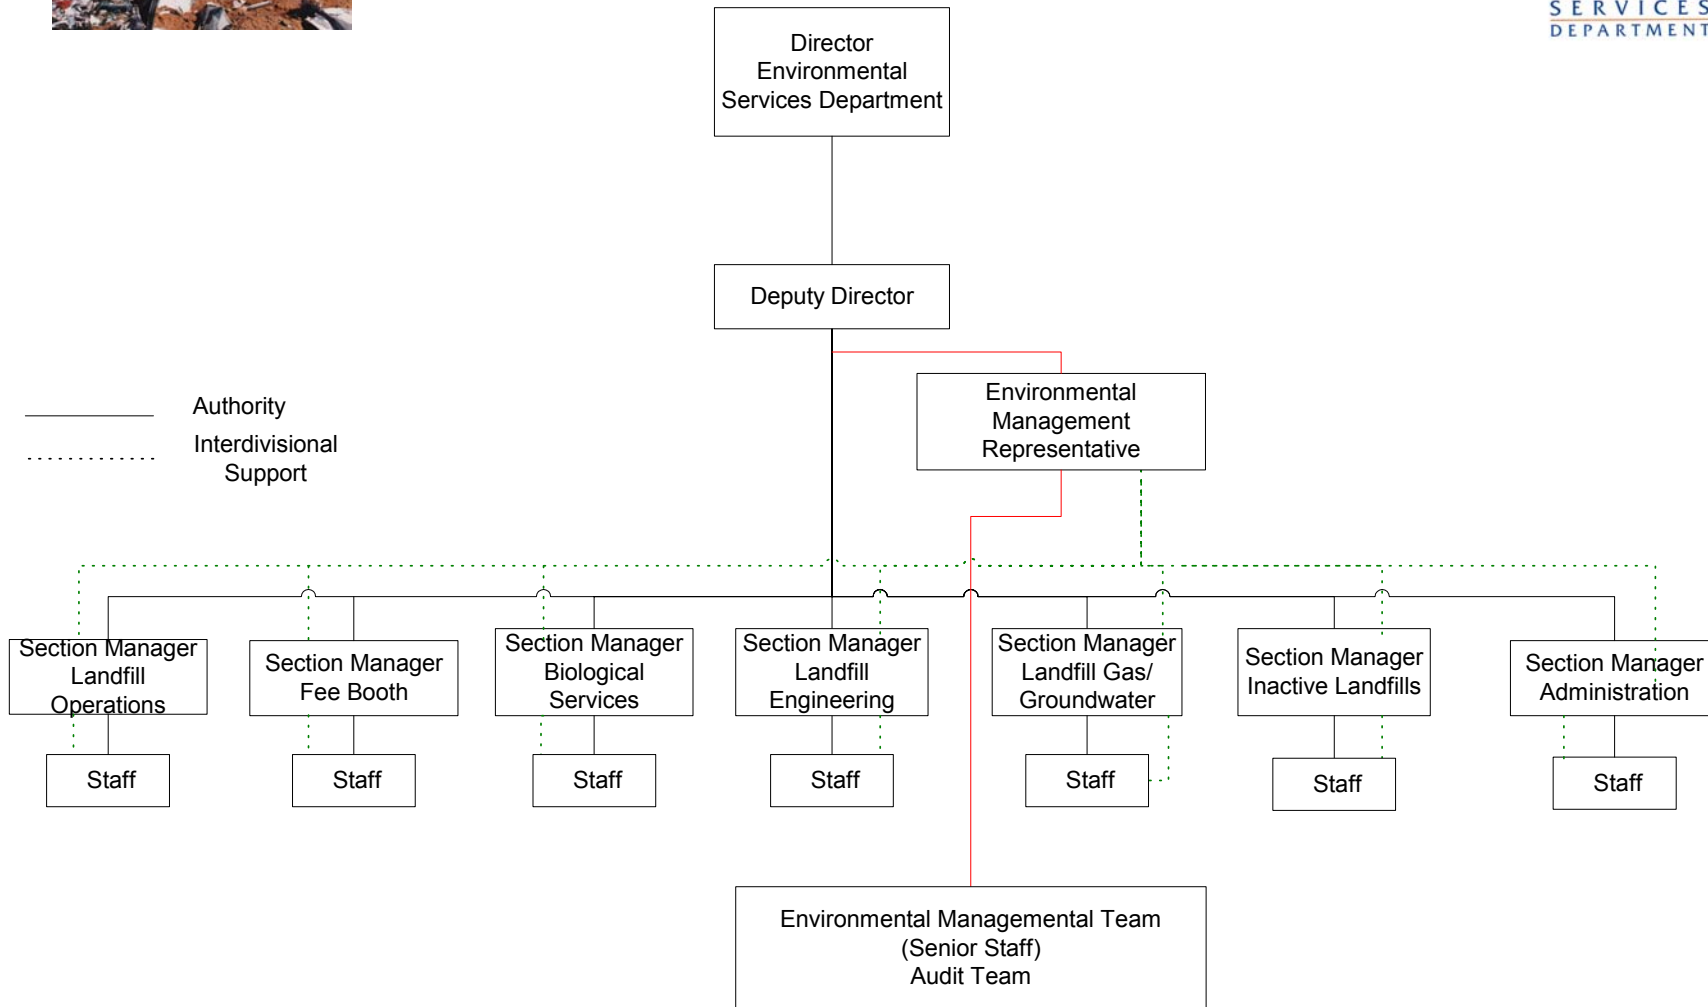 SERVICES
DEPARTMENT
Director
Environmental
Services Department
Deputy Director
Environmental
Management
Representative
Authority
Interdivisional
Support
Section Manager
Landfill
Operations
Section Manager
Fee Booth
Section Manager
Biological
Services
Section Manager
Landfill
Engineering
Section Manager
Landfill Gas/
Groundwater
Section Manager
Inactive Landfills
Section Manager
Administration
Staff
Staff
Staff
Staff
Staff
Staff
Staff
Environmental Managemental Team
(Senior Staff)
Audit Team